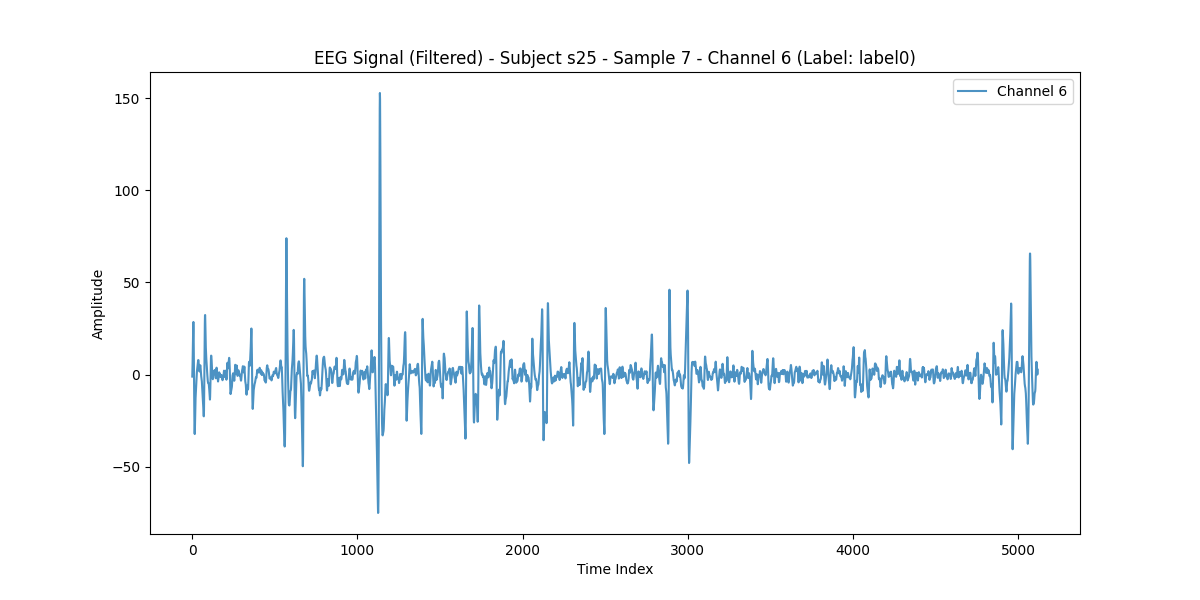 EEG Signal (Filtered) - Subject s25 - Sample 7 - Channel 6 (Label: label0)
Channel 6
150
100
50
0
−50
Amplitude
0 1000 2000 3000 4000 5000
Time Index